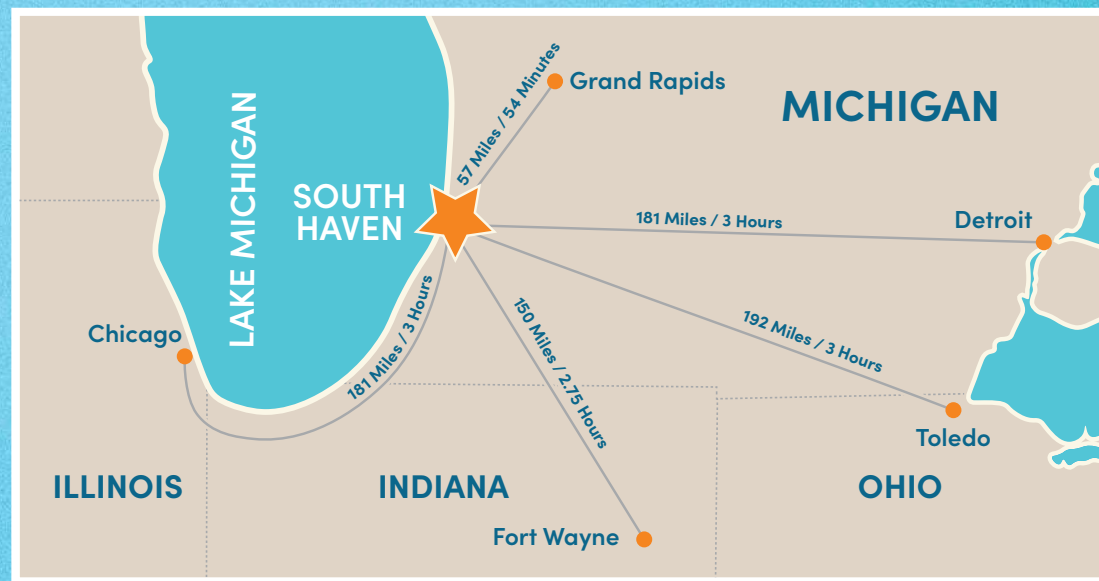 57 Miles / 54 Minutes
Grand Rapids
MICHIGAN
LAKE MICHIGAN
SOUTH
HAVEN
181 Miles / 3 Hours
Detroit
Chicago
181 Miles / 3 Hours
150 Miles / 2.75 Hours
192 Miles / 3 Hours
Toledo
ILLINOIS
INDIANA
OHIO
Fort Wayne